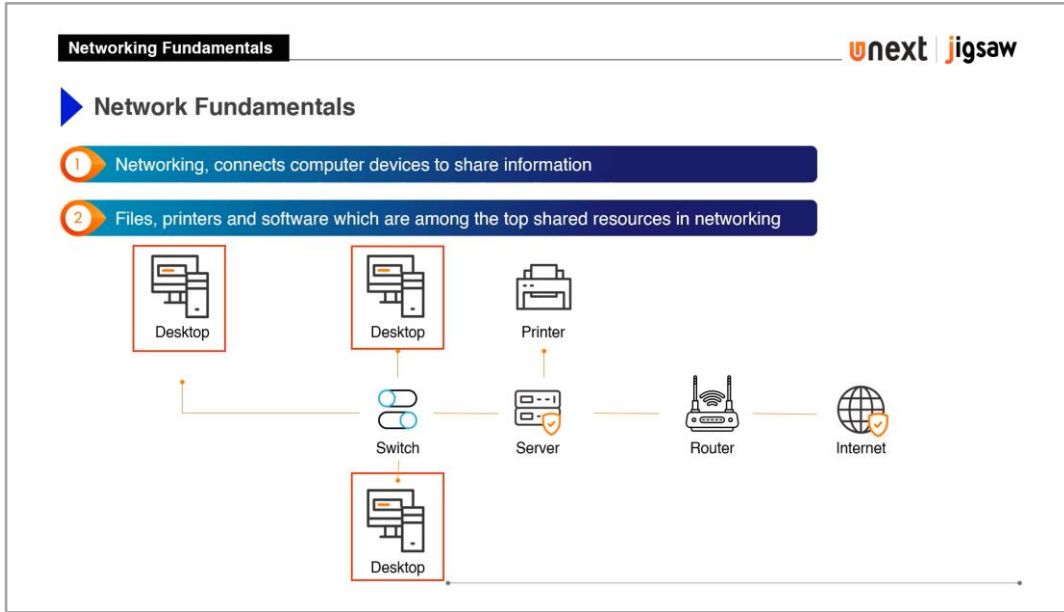 Networking Fundamentals
unext jigsaw
Network Fundamentals
1 Networking, connects computer devices to share information
2 Files, printers and software which are among the top shared resources in networking
Desktop Desktop Printer
Switch Server Router Internet
Desktop